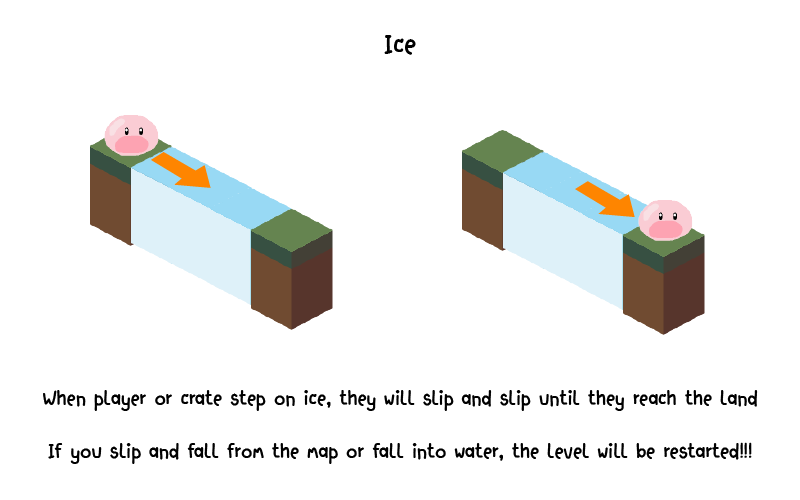 Ice
When player or crate step on ice, they will slip and slip until they reach the land
If you slip and fall from the map or fall into water, the level will be restarted!!!